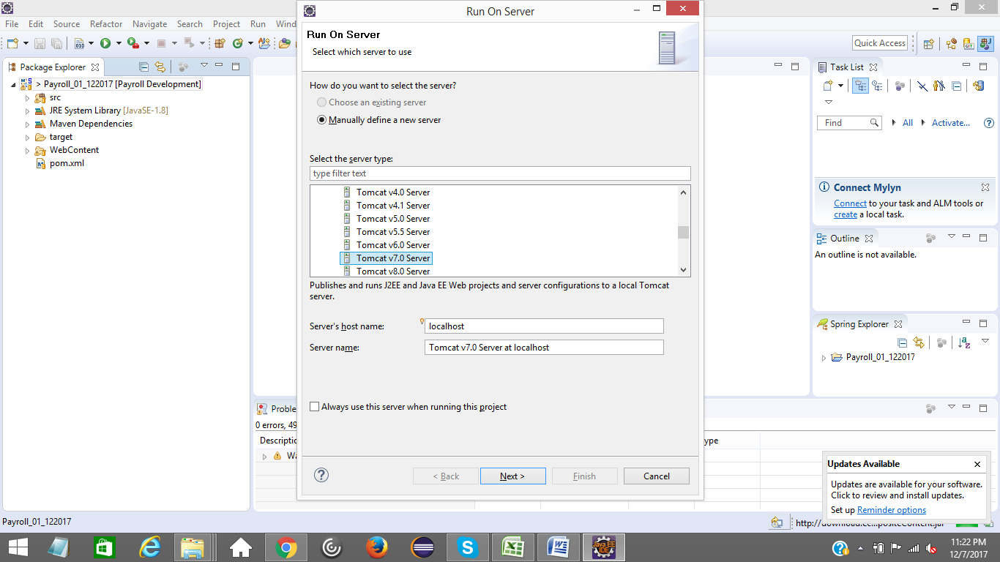 Run On Server
File Edit Source Refactor Navigate Search Project Run Wind
Quick Access
Package Explorer
> Payroll_01_122017 [Payroll Development]
src
JRE System Library [JavaSE-1.8]
Maven Dependencies
target
WebContent
pom.xml
Run On Server
Select which server to use
How do you want to select the server?
Choose an existing server
Manually define a new server
Select the server type:
type filter text
Tomcat v4.0 Server
Tomcat v4.1 Server
Tomcat v5.0 Server
Tomcat v5.5 Server
Tomcat v6.0 Server
Tomcat v7.0 Server
Tomcat v8.0 Server
Publishes and runs J2EE and Java EE Web projects and server configurations to a local Tomcat
server.
Server's host name: localhost
Server name: Tomcat v7.0 Server at localhost
Always use this server when running this project
< Back Next > Finish Cancel
Task List
Find All Activate...
Connect Mylyn
Connect to your task and ALM tools or
create a local task.
Outline
An outline is not available.
Spring Explorer
Payroll_01_122017
Proble
0 errors, 49
Descriptio ype
Wa
Updates Available
Updates are available for your software.
Click to review and install updates.
Set up Reminder options
Payroll_01_122017
Java EE
IDE
11:22 PM
12/7/2017